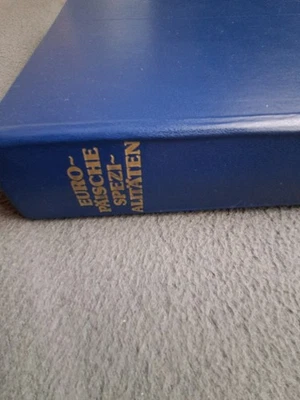 EURO~
PÄISCHE
SPEZI~
ALITÄTEN